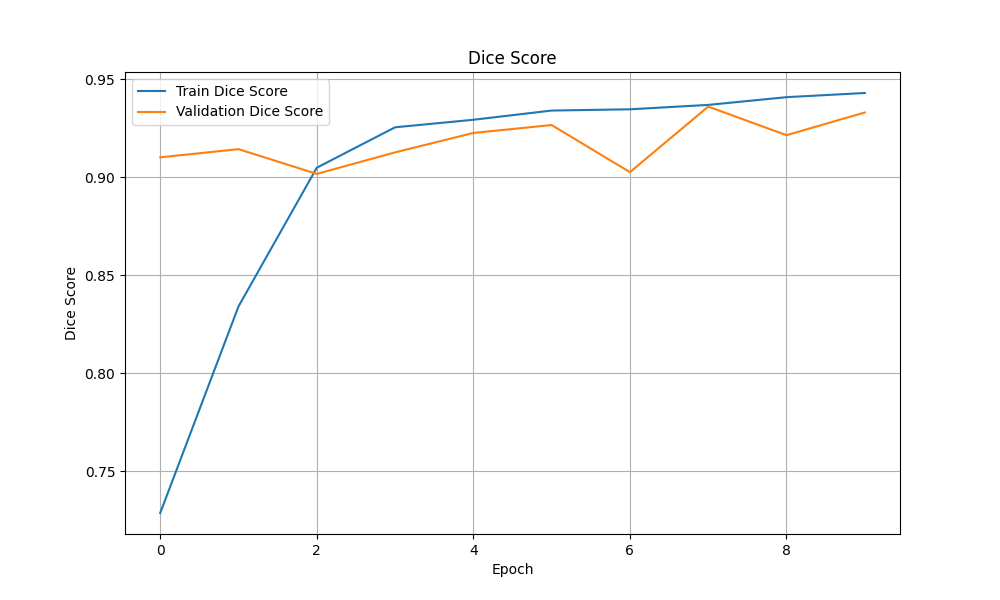 Dice Score
Train Dice Score
Validation Dice Score
0.95
0.90
0.85
0.80
0.75
Dice Score
0 2 4 6 8
Epoch